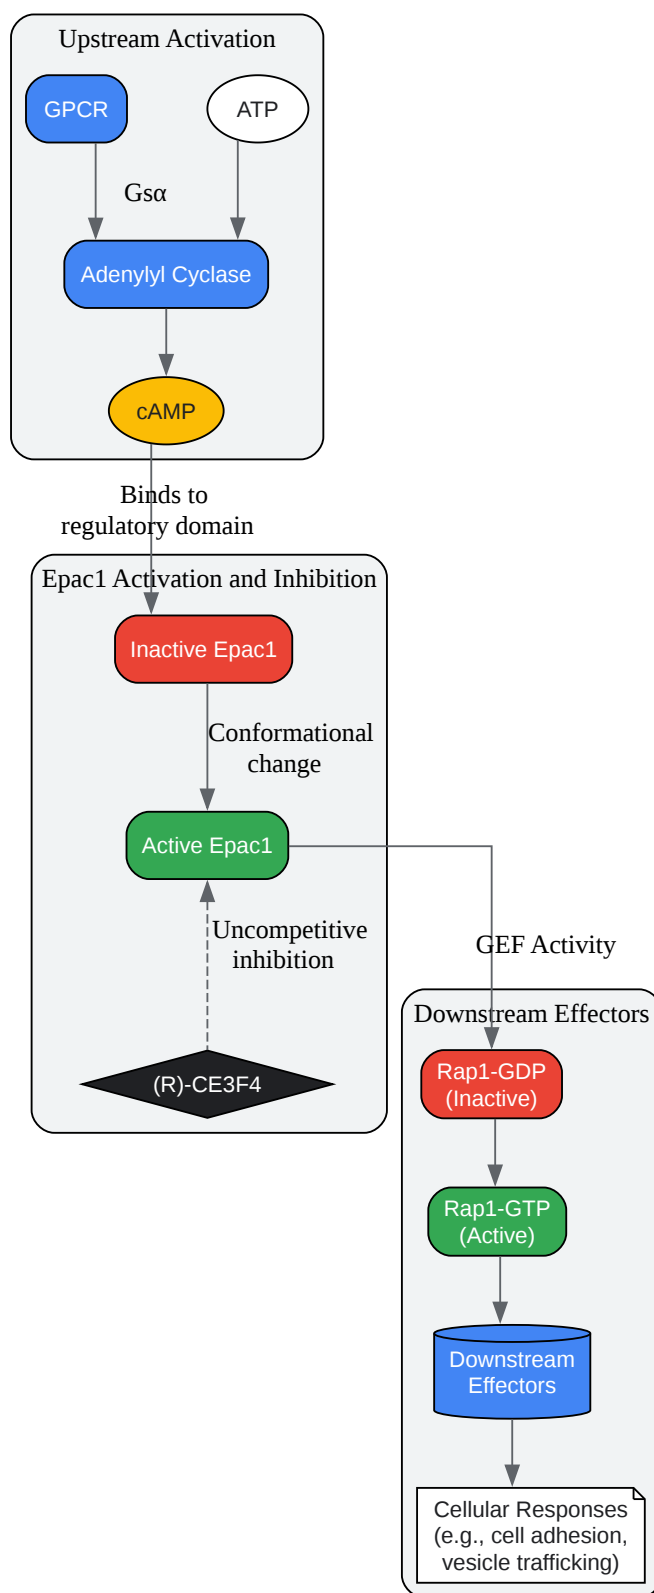 Upstream Activation
GPCR
ATP
Gsα
Adenylyl Cyclase
cAMP
Binds to
regulatory domain
Epac1 Activation and Inhibition
Inactive Epac1
Conformational
change
Active Epac1
Uncompetitive
inhibition
GEF Activity
(R)-CE3F4
Downstream Effectors
Rap1-GDP
(Inactive)
Rap1-GTP
(Active)
Downstream
Effectors
Cellular Responses
(e.g., cell adhesion,
vesicle trafficking)